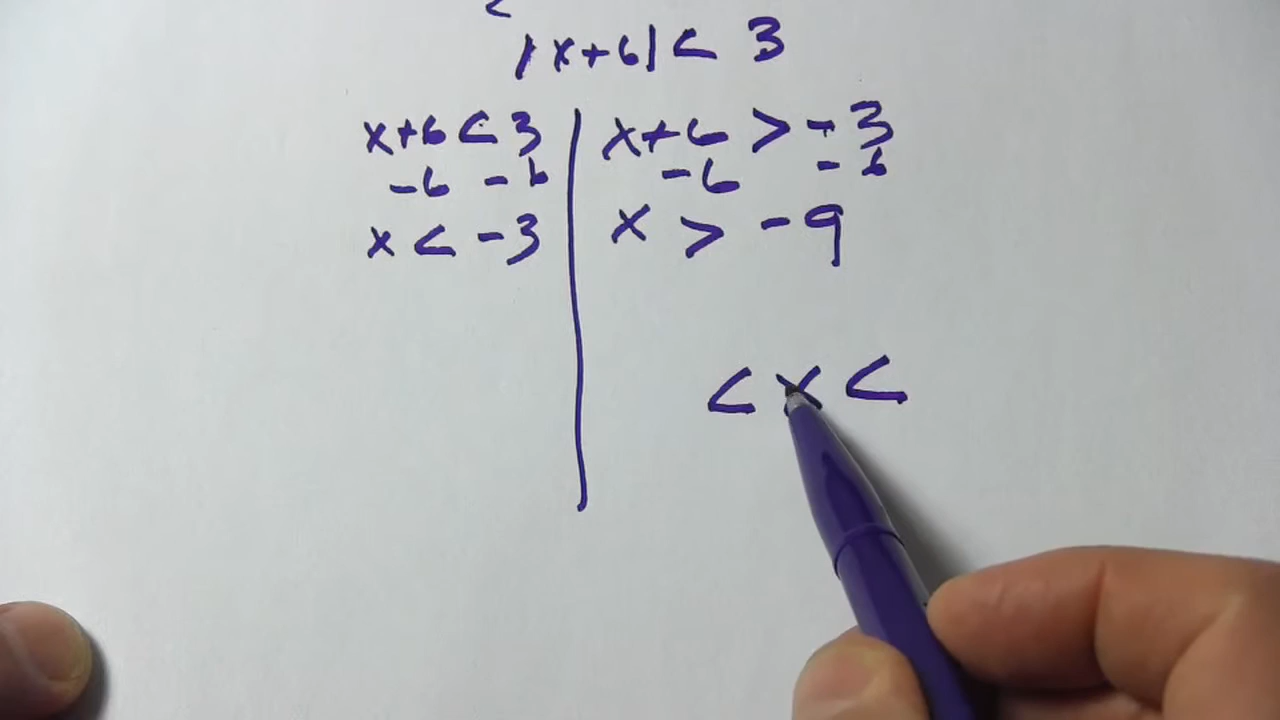 <
|x+6| < 3
x+6 < 3 x+6 > -3
-6 -6 -6 -6
x < -3 x > -9
< x <